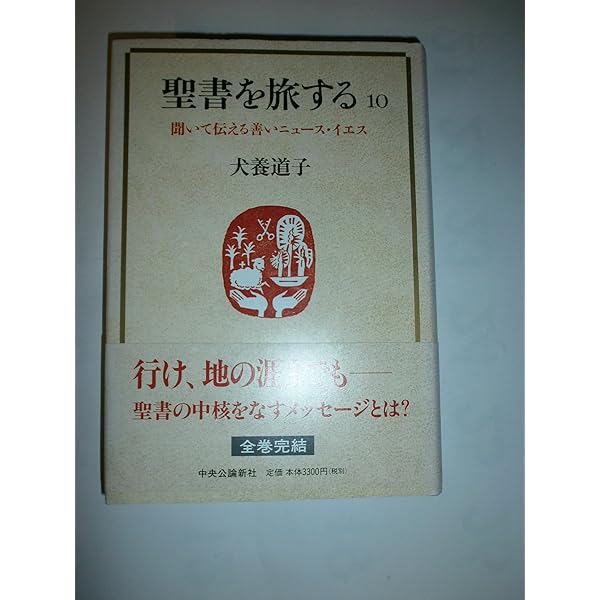 聖書を旅する 10
聞いて伝える善いニュース・イエス
犬養道子
行け、地の涯までも──
聖書の中核をなすメッセージとは?
全巻完結
中央公論新社 定価 本体3300円(税別)